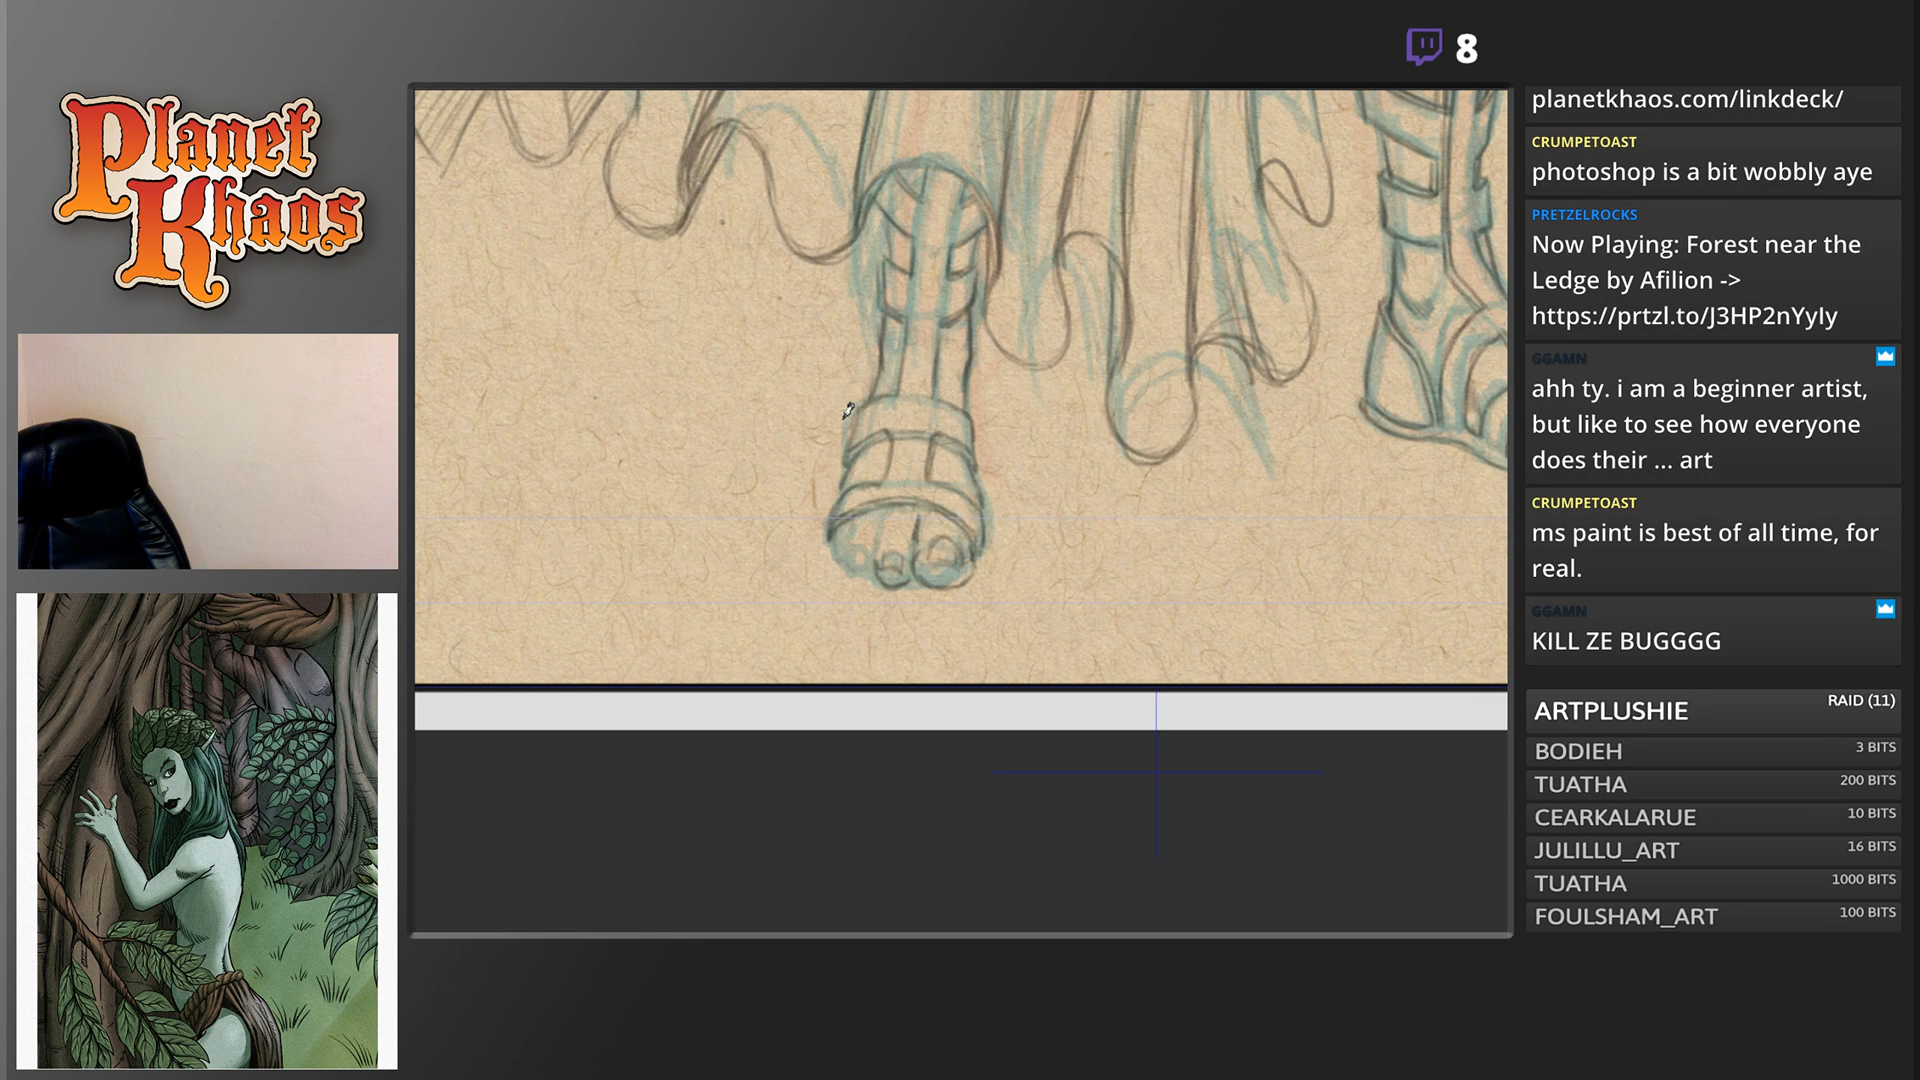 8
Planet
Khaos
planetkhaos.com/linkdeck/
CRUMPETOAST
photoshop is a bit wobbly aye
PRETZELROCKS
Now Playing: Forest near the
Ledge by Afilion ->
https://prtzl.to/J3HP2nYyIy
GGAMN
ahh ty. i am a beginner artist,
but like to see how everyone
does their ... art
CRUMPETOAST
ms paint is best of all time, for
real.
GGAMN
KILL ZE BUGGGG
ARTPLUSHIE RAID (11)
BODIEH 3 BITS
TUATHA 200 BITS
CEARKALARUE 10 BITS
JULILLU_ART 16 BITS
TUATHA 1000 BITS
FOULSHAM_ART 100 BITS